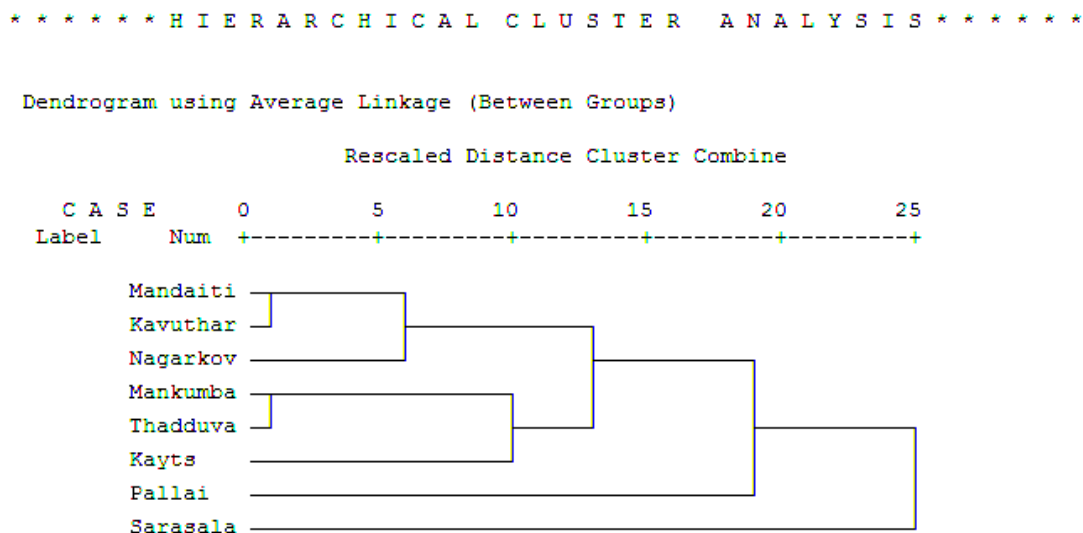 * * * * * * H I E R A R C H I C A L C L U S T E R A N A L Y S I S * * * * * *
Dendrogram using Average Linkage (Between Groups)
Rescaled Distance Cluster Combine
C A S E 0 5 10 15 20 25
Label Num +---------+---------+---------+---------+---------+
Mandaiti
Kavuthar
Nagarkov
Mankumba
Thadduva
Kayts
Pallai
Sarasala